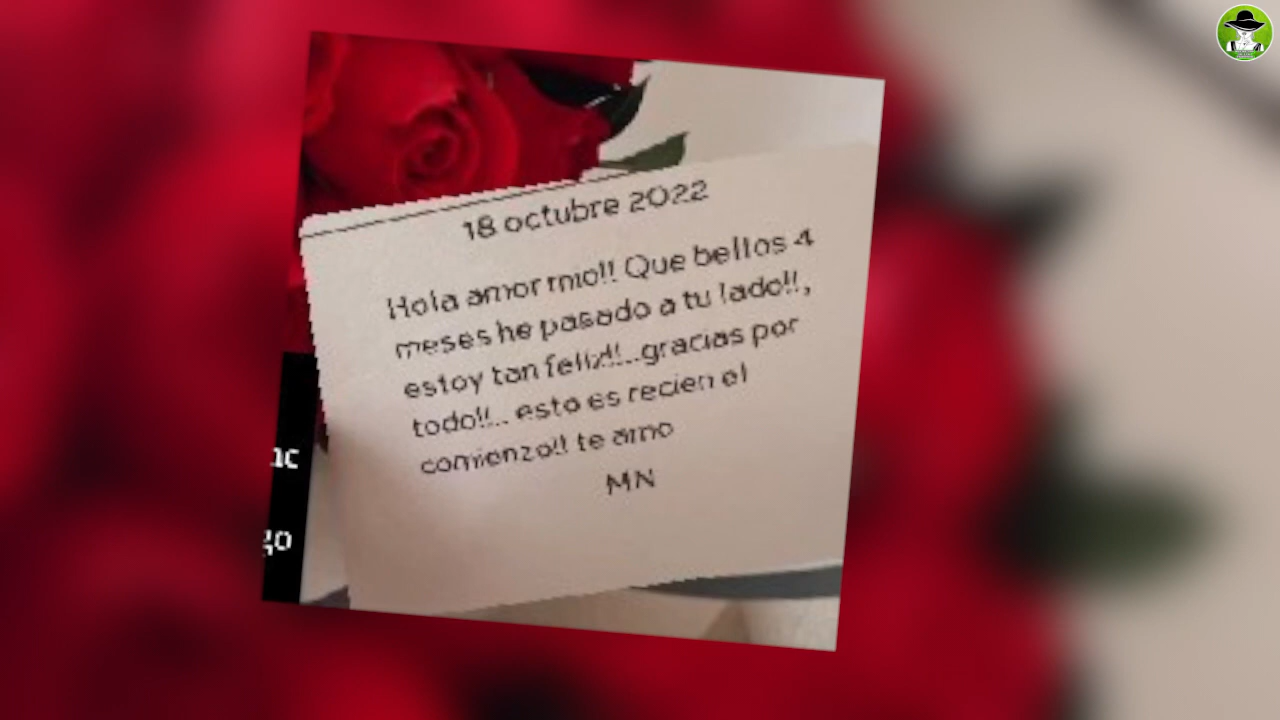 18 octubre 2022
Hola amor mio!! Que bellos 4
meses he pasado a tu lado!!,
estoy tan feliz!!...gracias por
todo!!... esto es recien el
comienzo!! te amo
MN
go